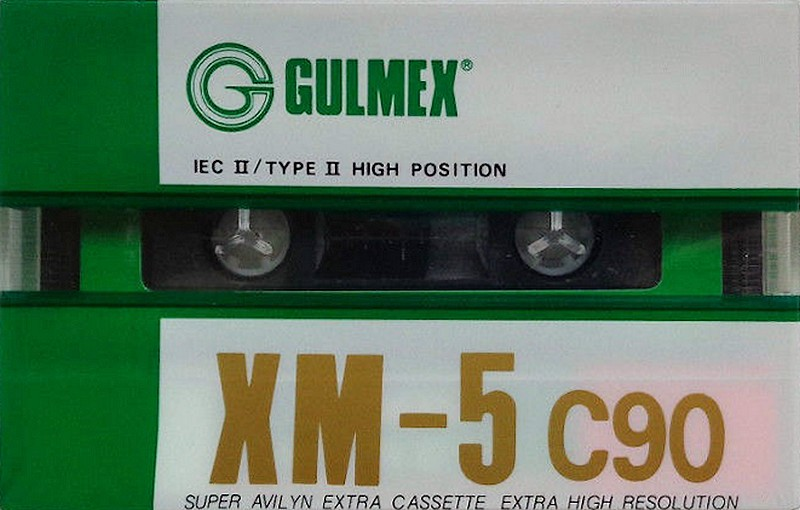 G GULMEX®
IEC II/TYPE II HIGH POSITION
XM-5 C90
SUPER AVILYN EXTRA CASSETTE EXTRA HIGH RESOLUTION